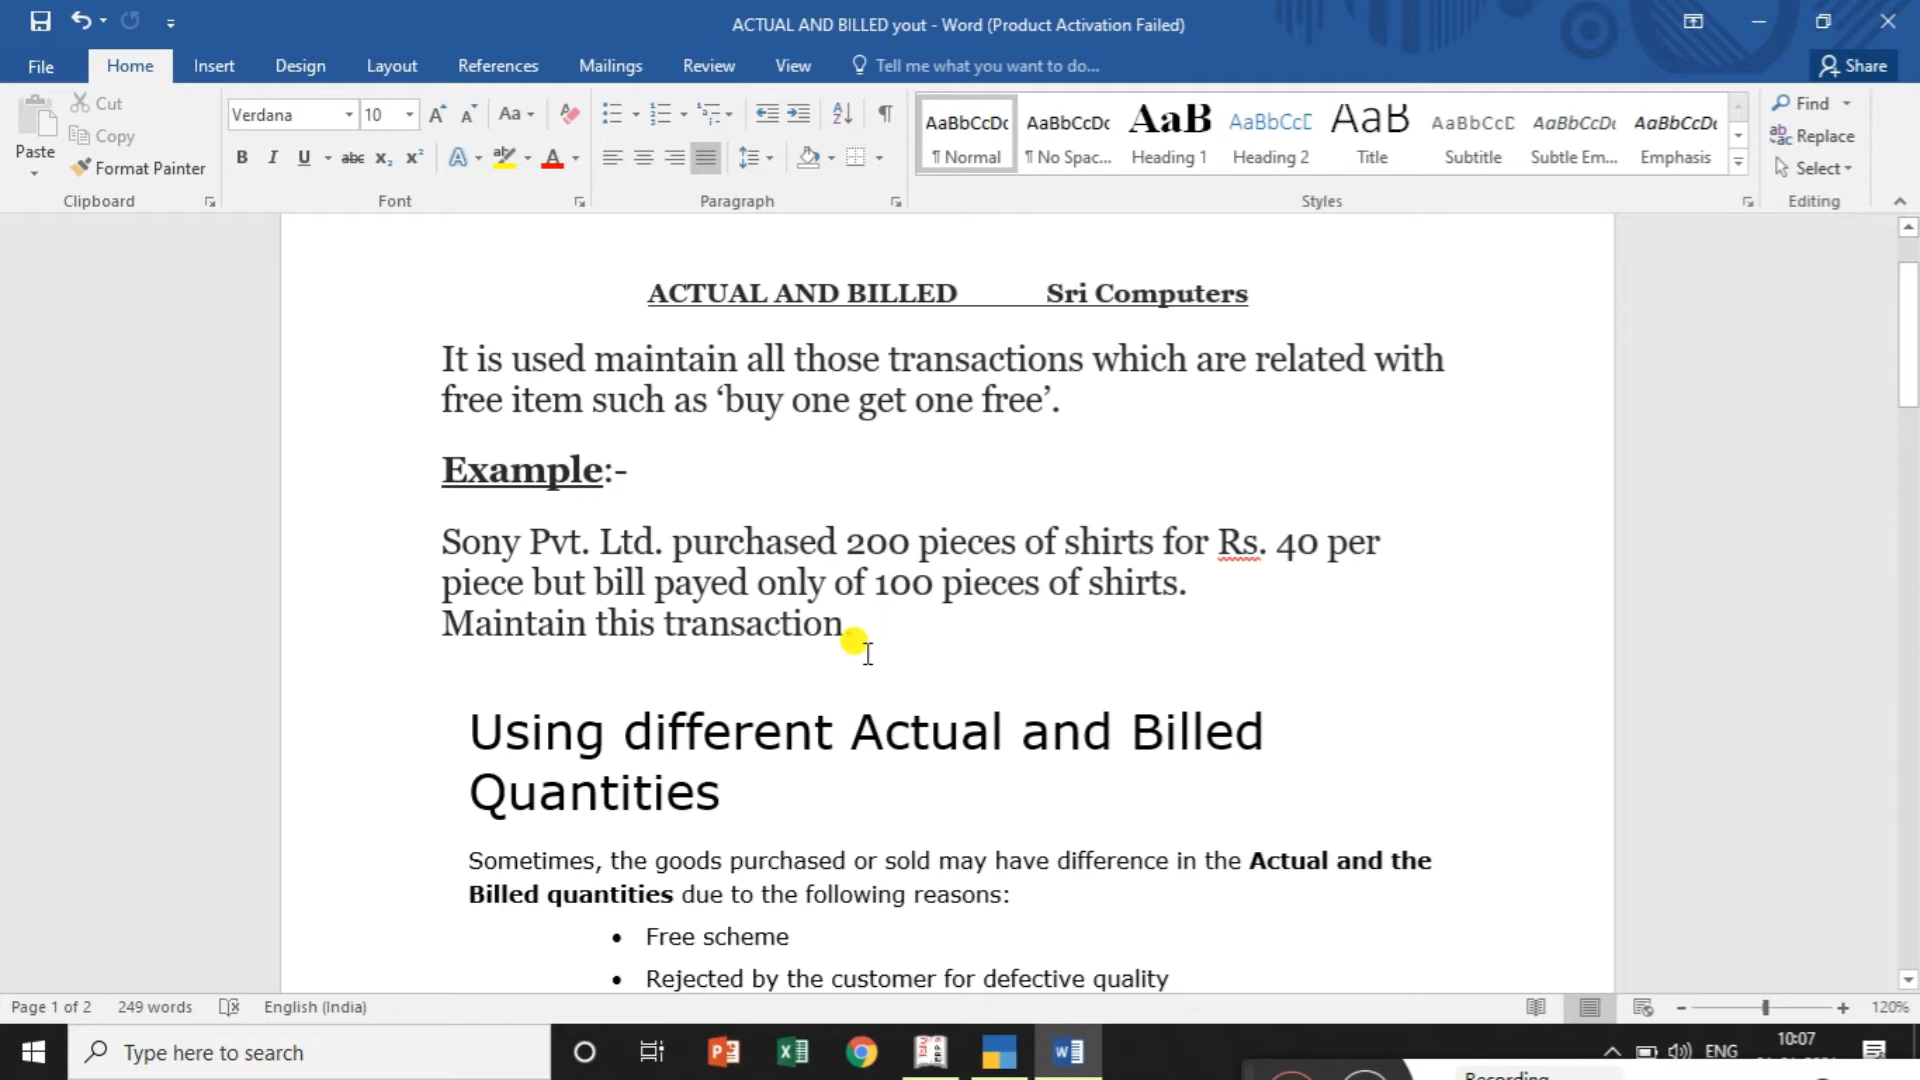 ACTUAL AND BILLED yout - Word (Product Activation Failed)
File Home Insert Design Layout References Mailings Review View Tell me what you want to do... Share
Paste
Cut
Copy
Format Painter
Clipboard
Verdana 10
Font
Paragraph
AaBbCcDc AaBbCcDc AaB AaBbCcD AaB AaBbCcD AaBbCcDc AaBbCcDc
¶ Normal ¶ No Spac... Heading 1 Heading 2 Title Subtitle Subtle Em... Emphasis
Styles
Find
Replace
Select
Editing
ACTUAL AND BILLED Sri Computers
It is used maintain all those transactions which are related with
free item such as ‘buy one get one free’.
Example:-
Sony Pvt. Ltd. purchased 200 pieces of shirts for Rs. 40 per
piece but bill payed only of 100 pieces of shirts.
Maintain this transaction.
Using different Actual and Billed
Quantities
Sometimes, the goods purchased or sold may have difference in the Actual and the
Billed quantities due to the following reasons:
• Free scheme
• Rejected by the customer for defective quality
Page 1 of 2 249 words English (India) 120%
Type here to search
ENG 10:07
Recording